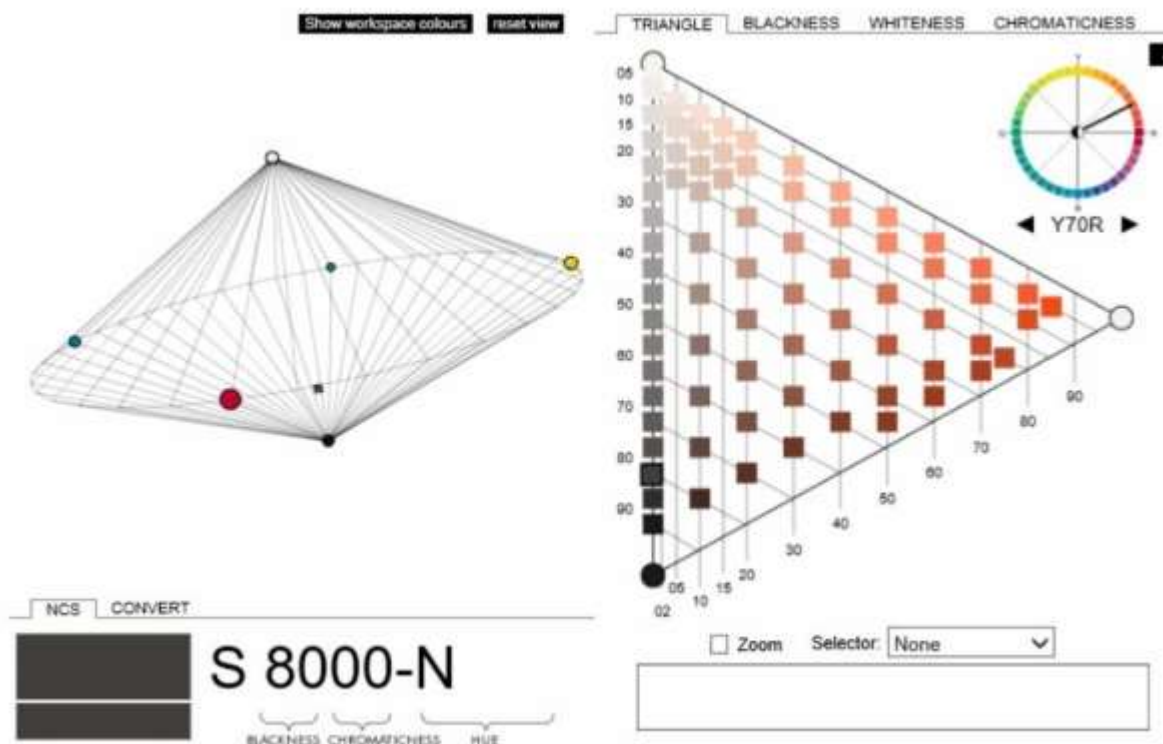 Show workspace colours reset view
TRIANGLE BLACKNESS WHITENESS CHROMATICNESS
05
10
15
20
30
40
50
60
70
80
90
Y
R
B
G
◀ Y70R ▶
90
80
70
60
50
40
30
20
15
10
05
02
NCS CONVERT
S 8000-N
BLACKNESS CHROMATICNESS HUE
Zoom Selector: None